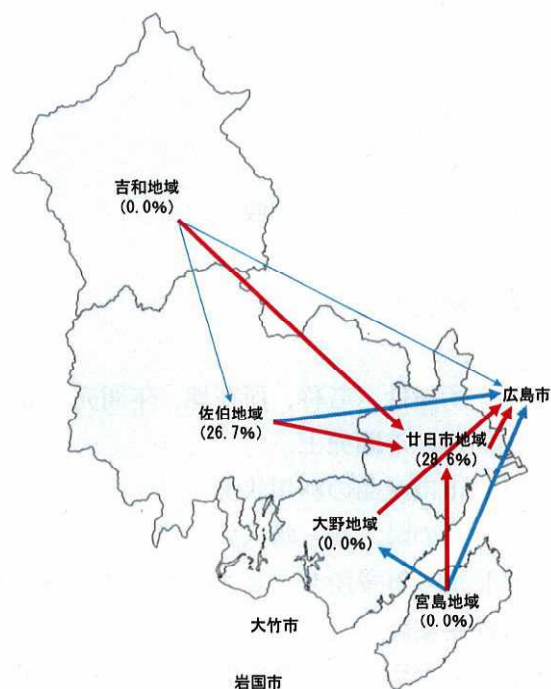 吉和地域
(0.0%)
広島市
佐伯地域
(26.7%)
廿日市地域
(28.6%)
大野地域
(0.0%)
宮島地域
(0.0%)
大竹市
岩国市